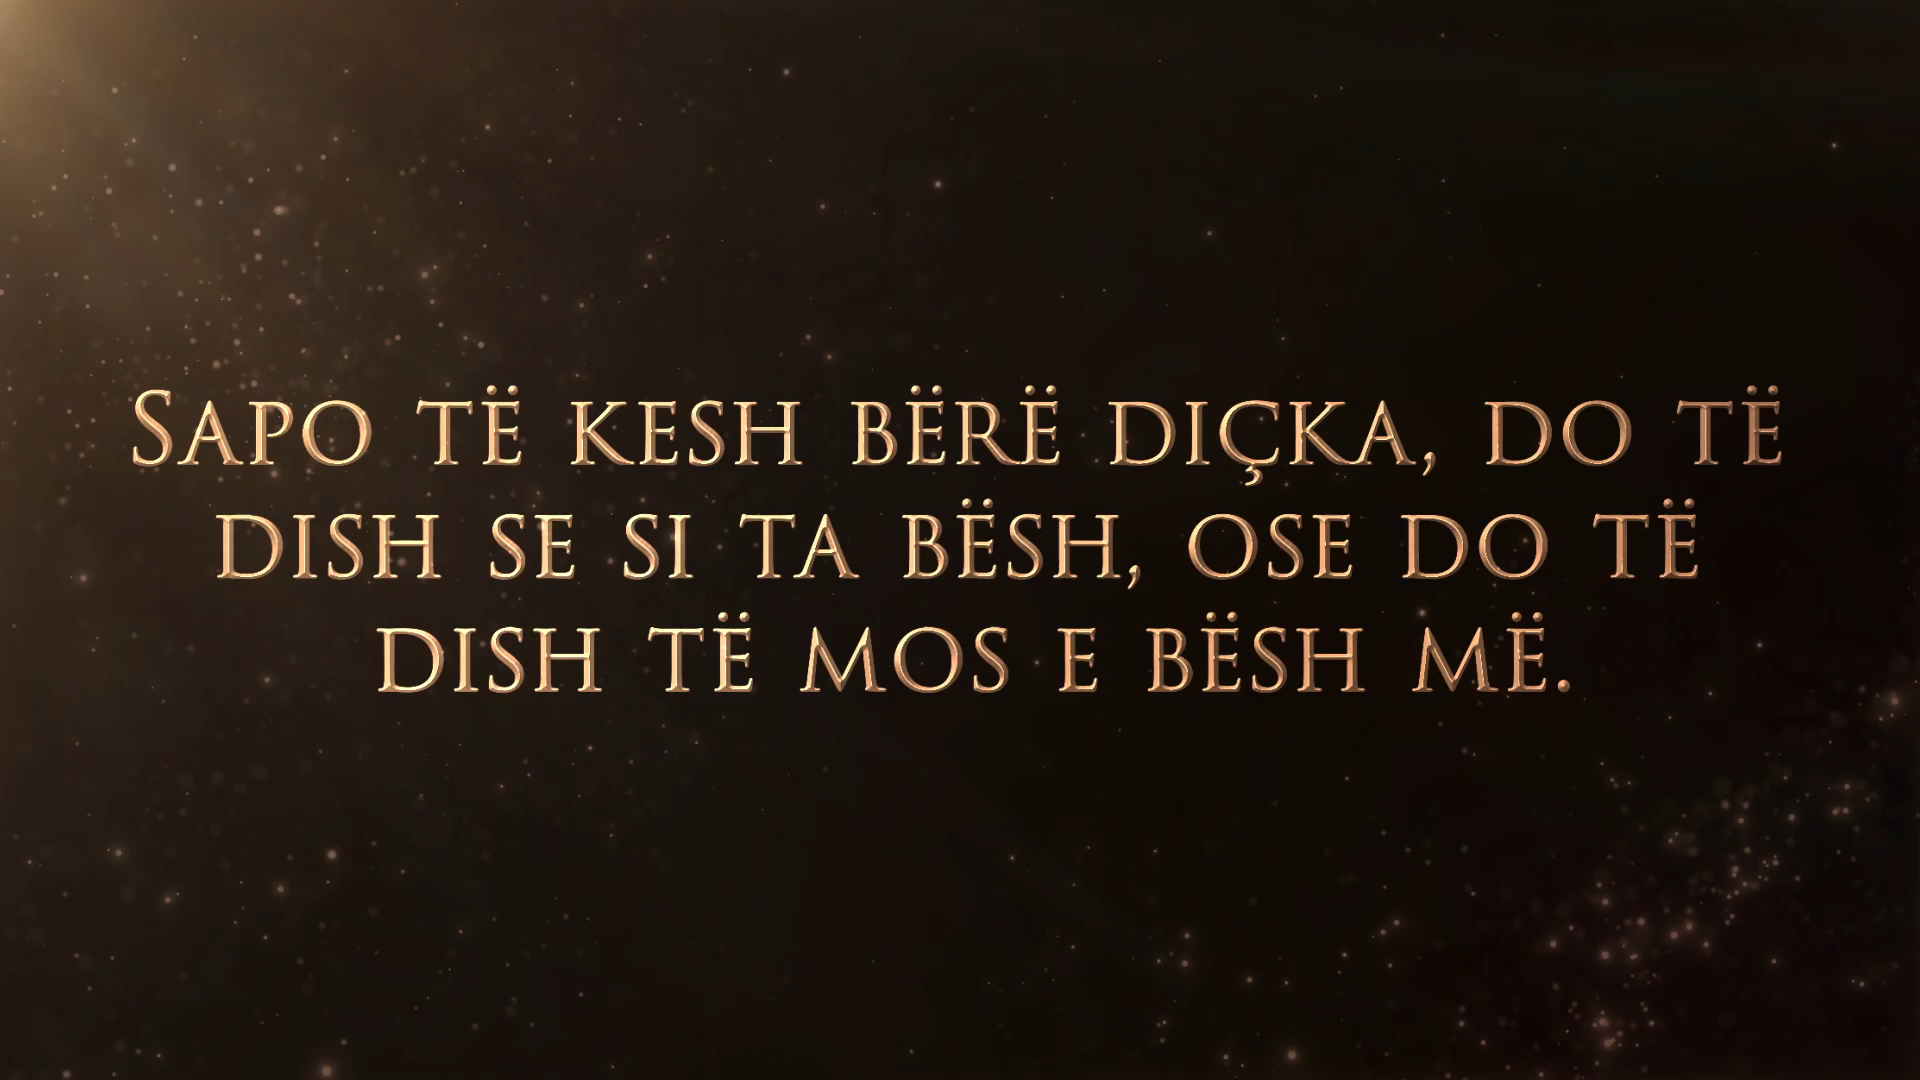 Sapo të kesh bërë diçka, do të
dish se si ta bësh, ose do të
dish të mos e bësh më.